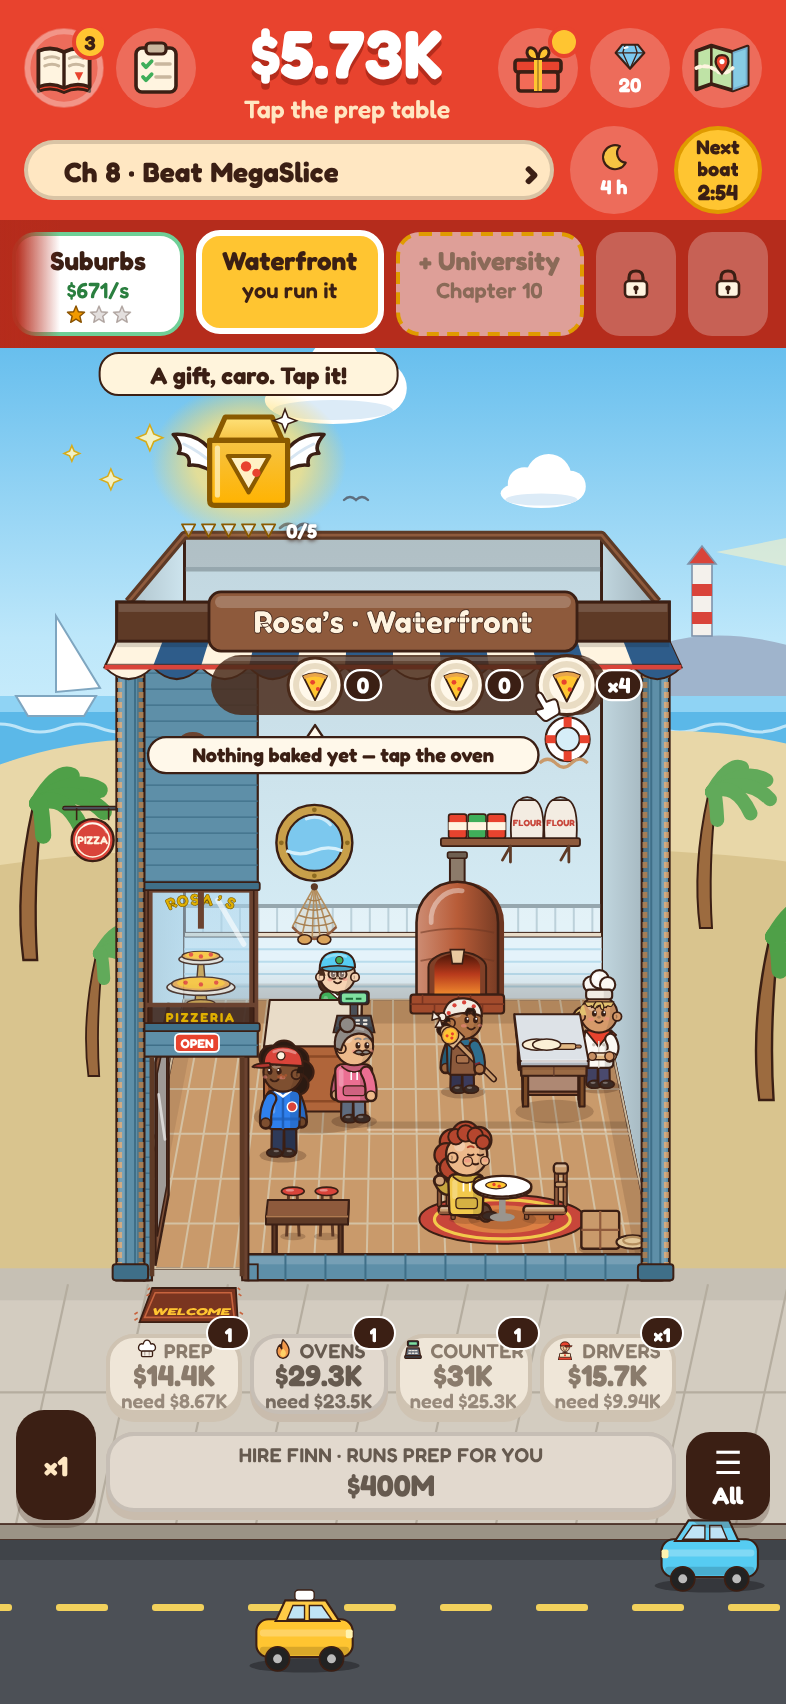 3
$5.73K
Tap the prep table
20
Ch 8 · Beat MegaSlice
4 h
Next
boat
2:54
Suburbs
$671/s
Waterfront
you run it
+ University
Chapter 10
A gift, caro. Tap it!
0/5
Rosa's · Waterfront
0
0
x4
Nothing baked yet – tap the oven
PIZZA
FLOUR
FLOUR
ROSA'S
PIZZERIA
OPEN
WELCOME
1
1
1
x1
PREP
$14.4K
need $8.67K
OVENS
$29.3K
need $23.5K
COUNTER
$31K
need $25.3K
DRIVERS
$15.7K
need $9.94K
x1
HIRE FINN · RUNS PREP FOR YOU
$400M
All